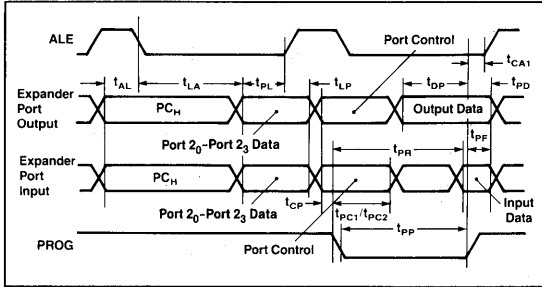 ALE
Port Control
tCA1
tAL
tLA
tPL
tLP
tDP
tPD
Expander
Port
Output
PCH
Output Data
Port 20-Port 23 Data
tPF
tPR
Expander
Port
Input
PCH
Port 20-Port 23 Data
tCP
tPC1/tPC2
Input
Data
tPP
PROG
Port Control